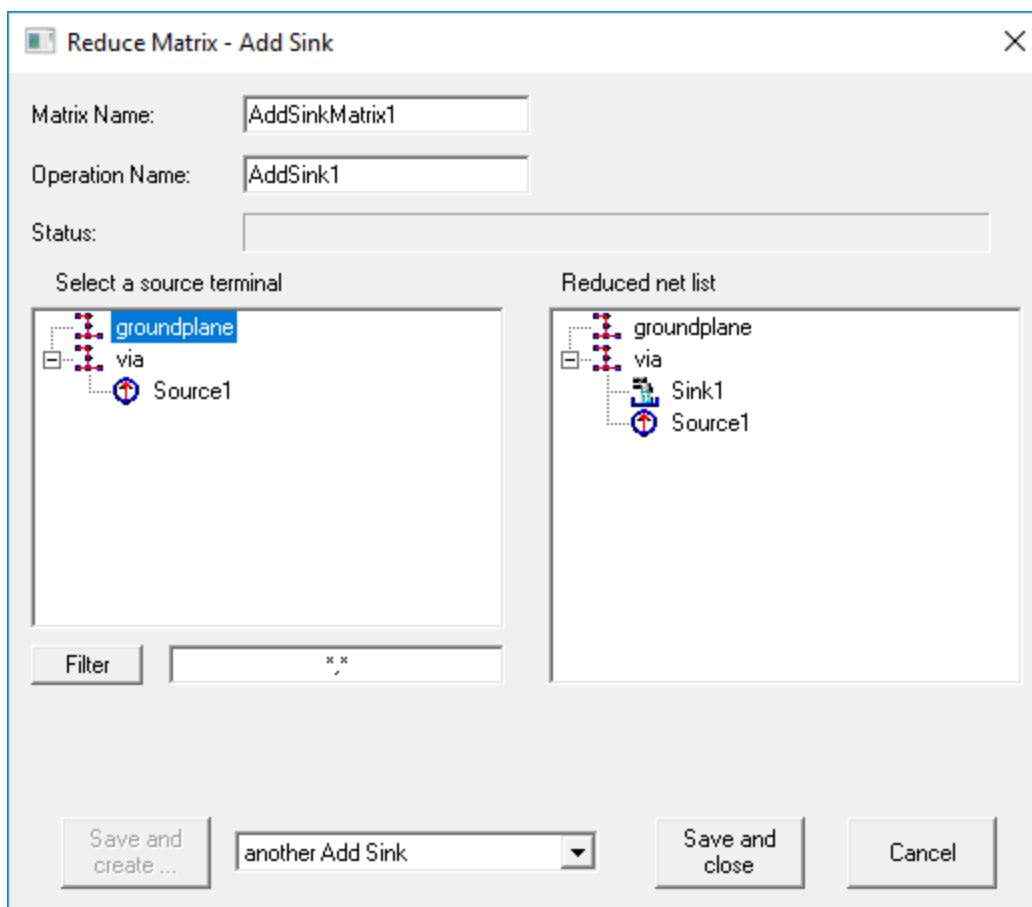 Reduce Matrix - Add Sink
Matrix Name: AddSinkMatrix1
Operation Name: AddSink1
Status:
Select a source terminal
groundplane
via
Source1
Reduced net list
groundplane
via
Sink1
Source1
Filter *,*
Save and
create ...
another Add Sink
Save and
close
Cancel